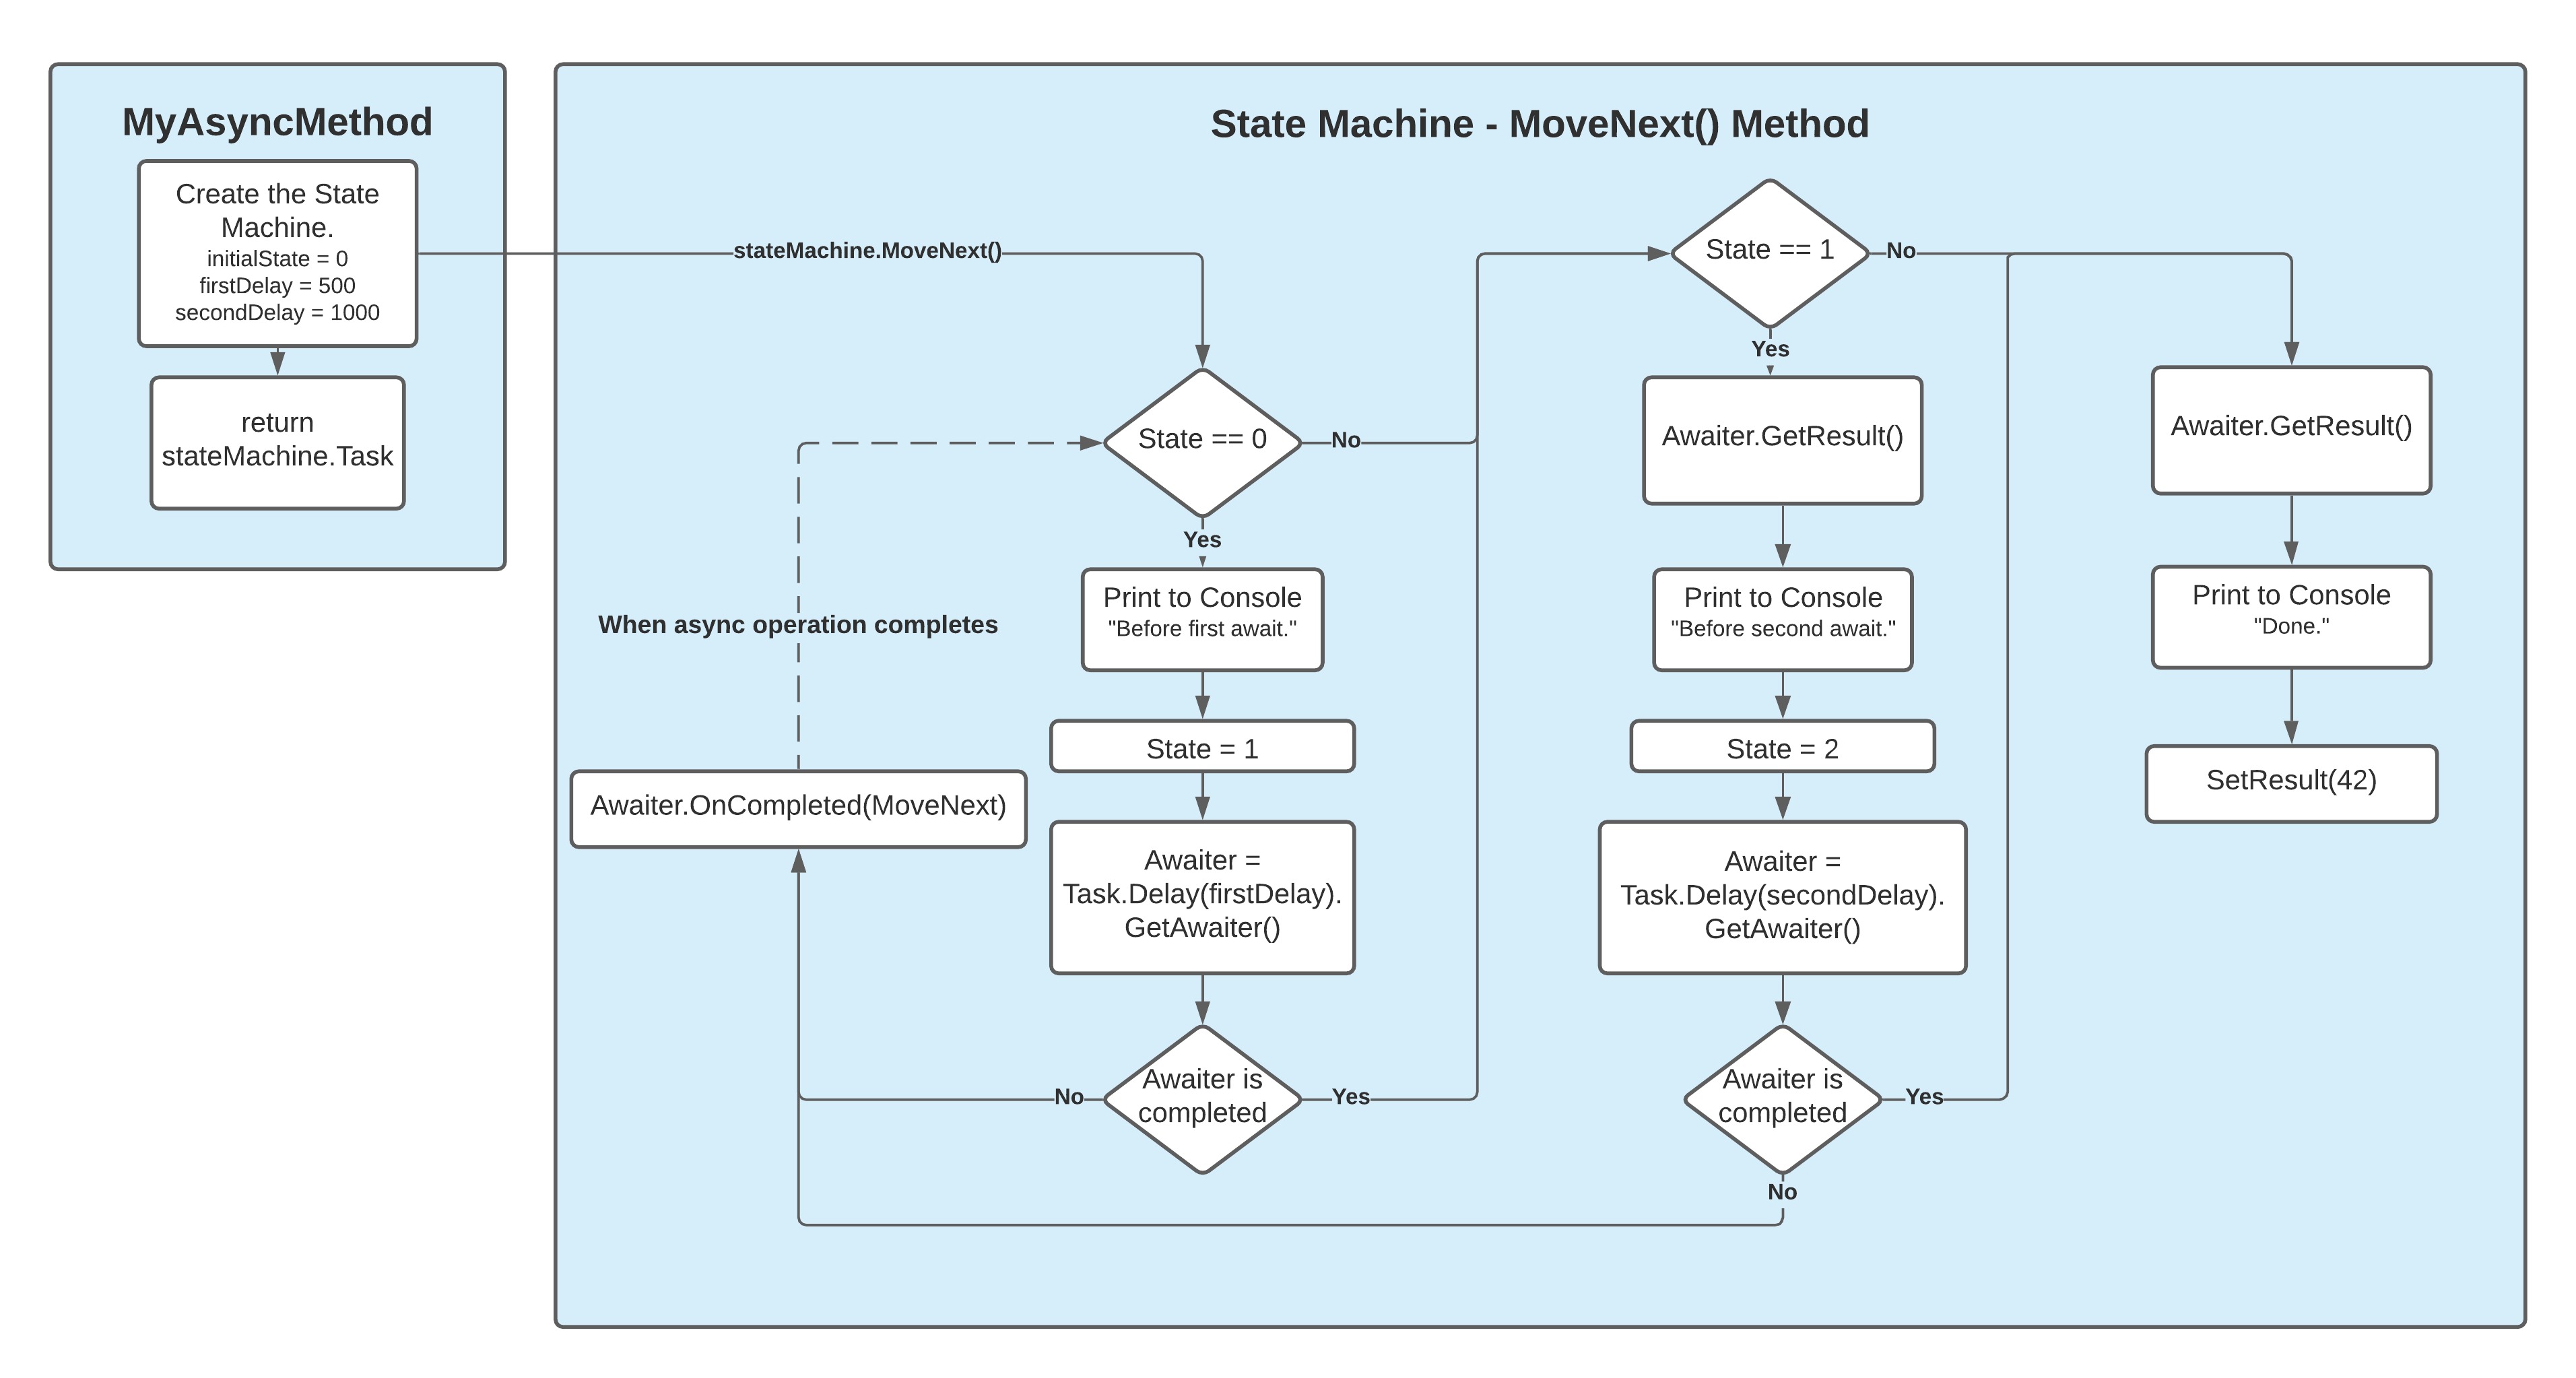 MyAsyncMethod
Create the State
Machine.
initialState = 0
firstDelay = 500
secondDelay = 1000
return
stateMachine.Task
State Machine - MoveNext() Method
stateMachine.MoveNext()
State == 0
No
Yes
Print to Console
"Before first await."
State = 1
Awaiter =
Task.Delay(firstDelay).
GetAwaiter()
Awaiter is
completed
No
Yes
When async operation completes
Awaiter.OnCompleted(MoveNext)
State == 1
No
Yes
Awaiter.GetResult()
Print to Console
"Before second await."
State = 2
Awaiter =
Task.Delay(secondDelay).
GetAwaiter()
Awaiter is
completed
Yes
No
Awaiter.GetResult()
Print to Console
"Done."
SetResult(42)